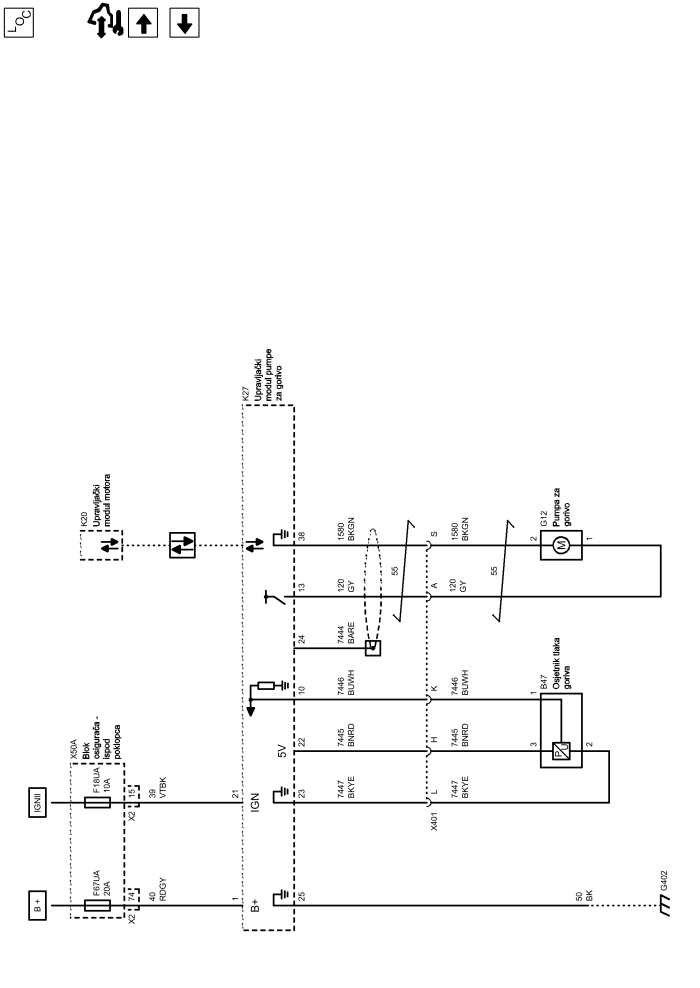 LOC
K27
Upravljački
modul pumpe
za gorivo
K20
Upravljački
modul motora
X50A
Blok
osigurača -
ispod
poklopca
IGNII
F18UA
10A
X2
15
39
VTBK
21
IGN
B +
F67UA
20A
X2
74
40
RDGY
1
B+
5V
38
1580
BKGN
S
1580
BKGN
2
G12
Pumpa za
gorivo
M
1
13
120
GY
55
A
120
GY
55
24
7444
BARE
10
7446
BUWH
K
7446
BUWH
1
B47
Osjetnik tlaka
goriva
22
7445
BNRD
H
7445
BNRD
3
P
U
2
23
7447
BKYE
L
X401
7447
BKYE
25
50
BK
G402